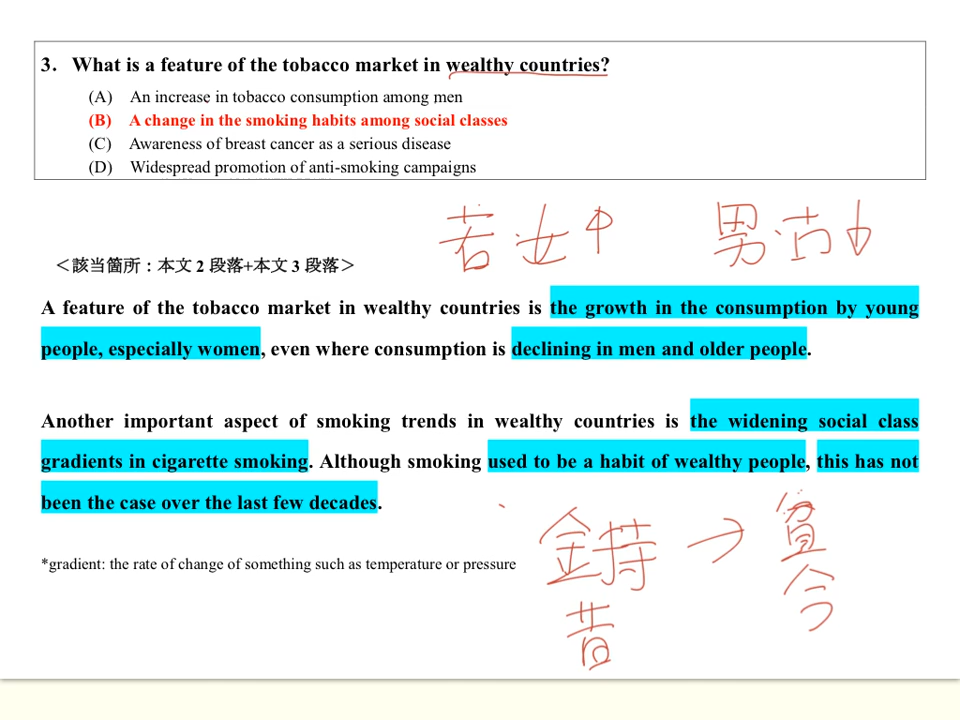 3. What is a feature of the tobacco market in wealthy countries?
(A) An increase in tobacco consumption among men
(B) A change in the smoking habits among social classes
(C) Awareness of breast cancer as a serious disease
(D) Widespread promotion of anti-smoking campaigns
若女↑ 男・古↓
＜該当箇所：本文2段落+本文3段落＞
A feature of the tobacco market in wealthy countries is the growth in the consumption by young
people, especially women, even where consumption is declining in men and older people.
Another important aspect of smoking trends in wealthy countries is the widening social class
gradients in cigarette smoking. Although smoking used to be a habit of wealthy people, this has not
been the case over the last few decades.
金持→貧
昔 今
*gradient: the rate of change of something such as temperature or pressure